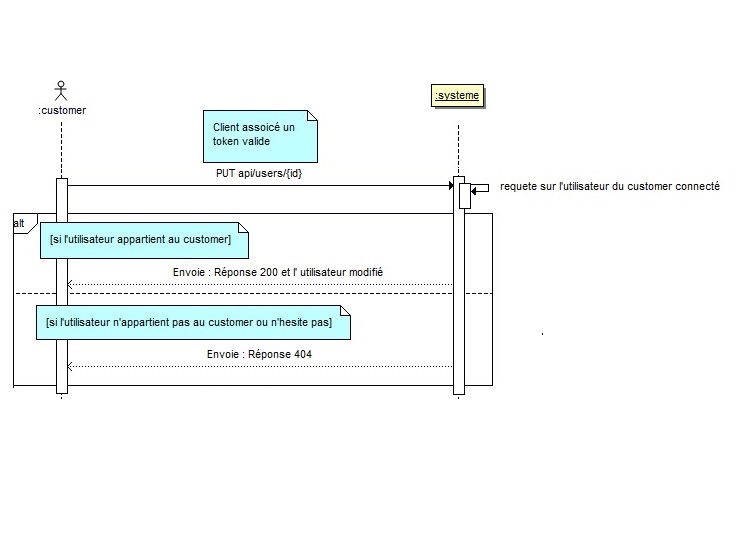 :customer
:systeme
Client assoicé un
token valide
PUT api/users/{id}
requete sur l'utilisateur du customer connecté
alt
[si l'utilisateur appartient au customer]
Envoie : Réponse 200 et l' utilisateur modifié
[si l'utilisateur n'appartient pas au customer ou n'hesite pas]
Envoie : Réponse 404